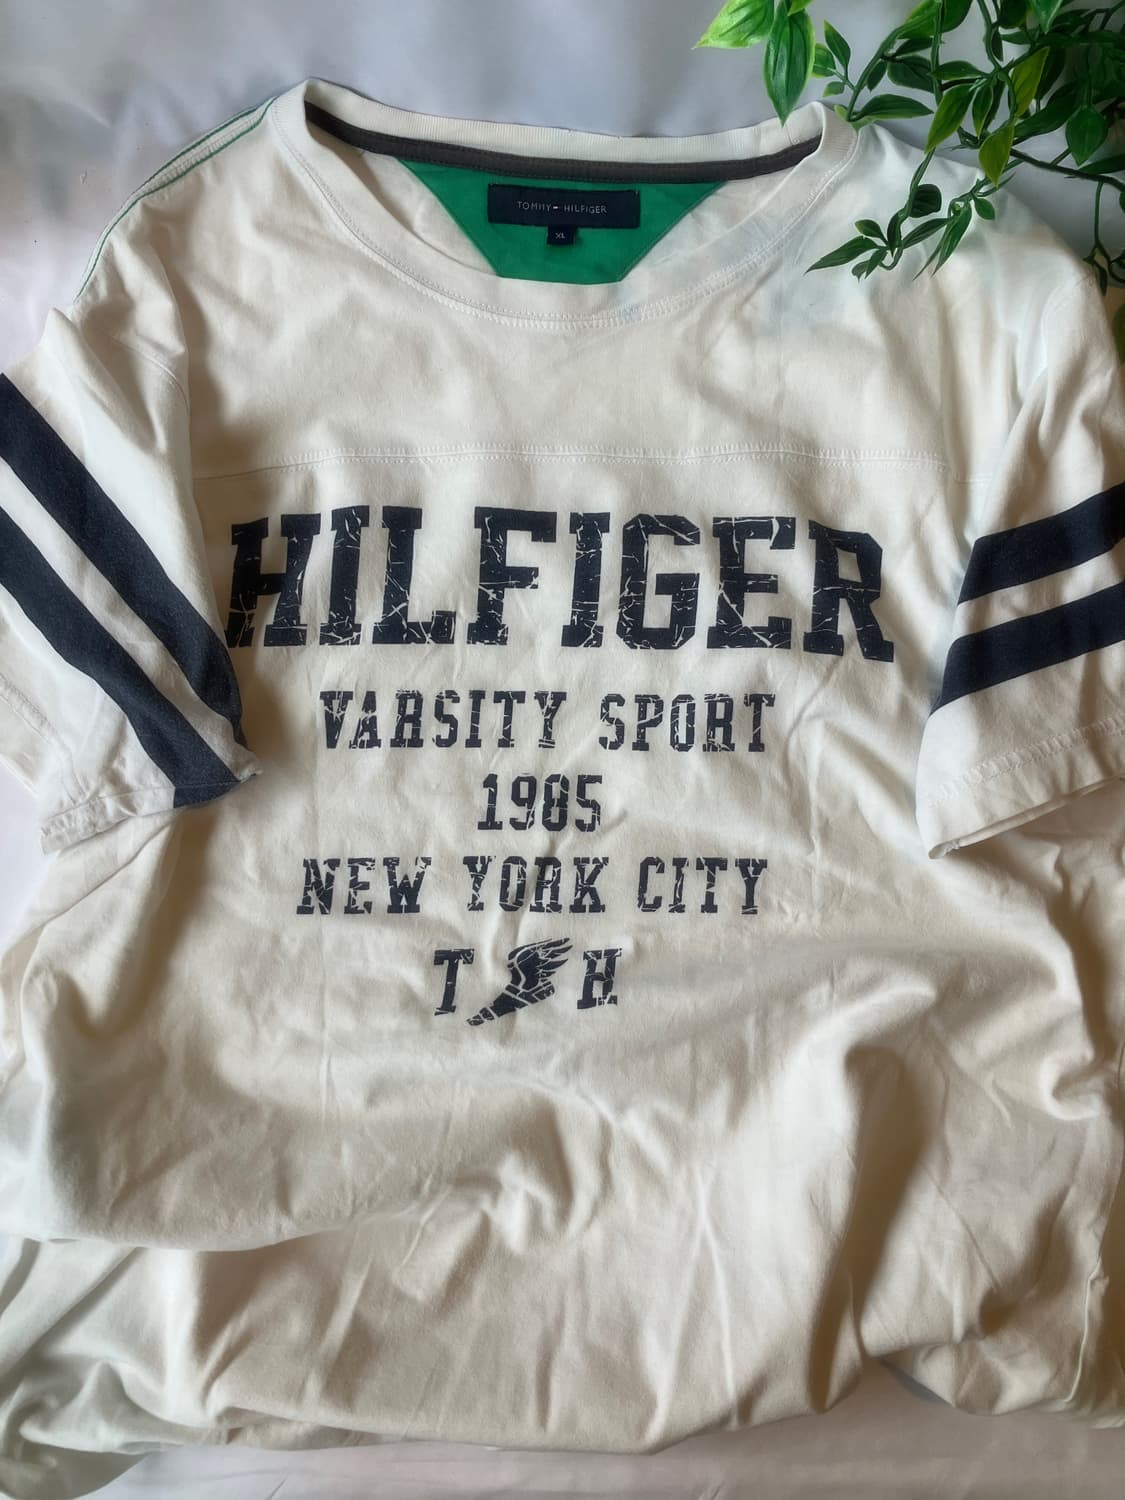 TOMMY HILFIGER
XL
HILFIGER
VARSITY SPORT
1985
NEW YORK CITY
T H